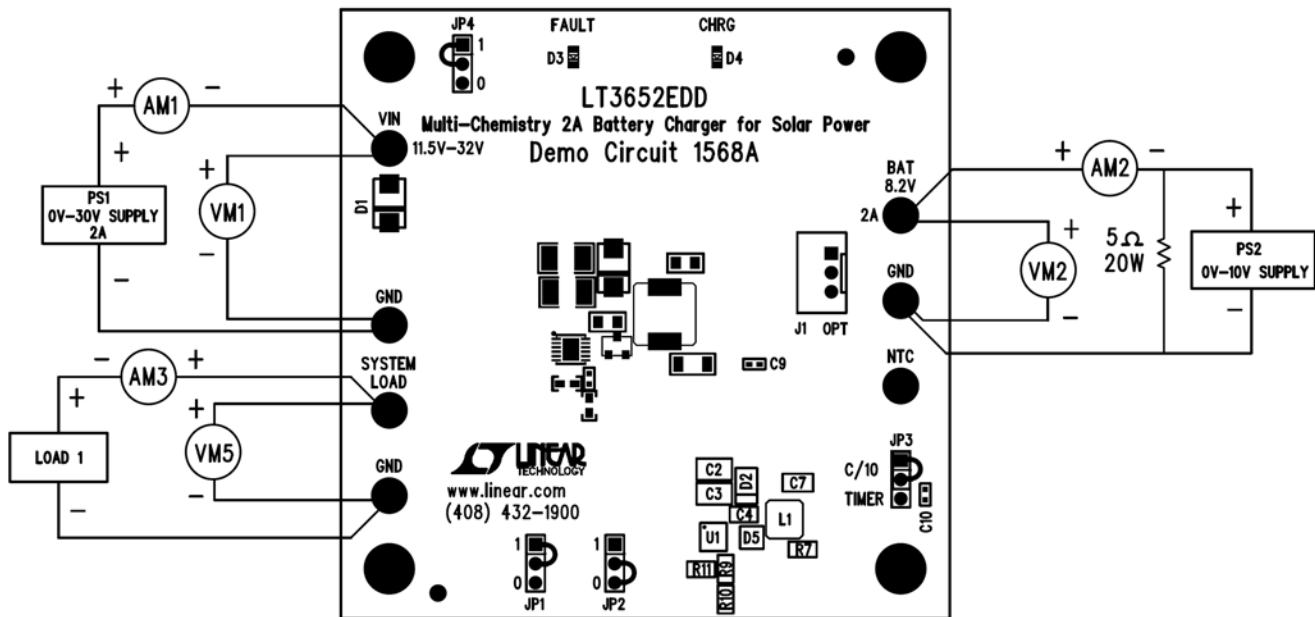 JP4
1
0
FAULT
D3
CHRG
D4
LT3652EDD
Multi-Chemistry 2A Battery Charger for Solar Power
Demo Circuit 1568A
+ AM1 -
+
PS1
0V-30V SUPPLY
2A
-
+
VM1
-
VIN
11.5V-32V
D1
GND
- AM3 +
+
LOAD 1
-
+
VM5
-
SYSTEM
LOAD
GND
BAT
8.2V
2A
GND
NTC
+ AM2 -
+
VM2
-
5Ω
20W
+
PS2
0V-10V SUPPLY
-
J1 OPT
C9
LINEAR
TECHNOLOGY
www.linear.com
(408) 432-1900
1
0
JP1
1
0
JP2
C2
C3
D2
C7
C4
U1
D5
L1
R7
R11
R9
R10
JP3
C/10
TIMER
C10